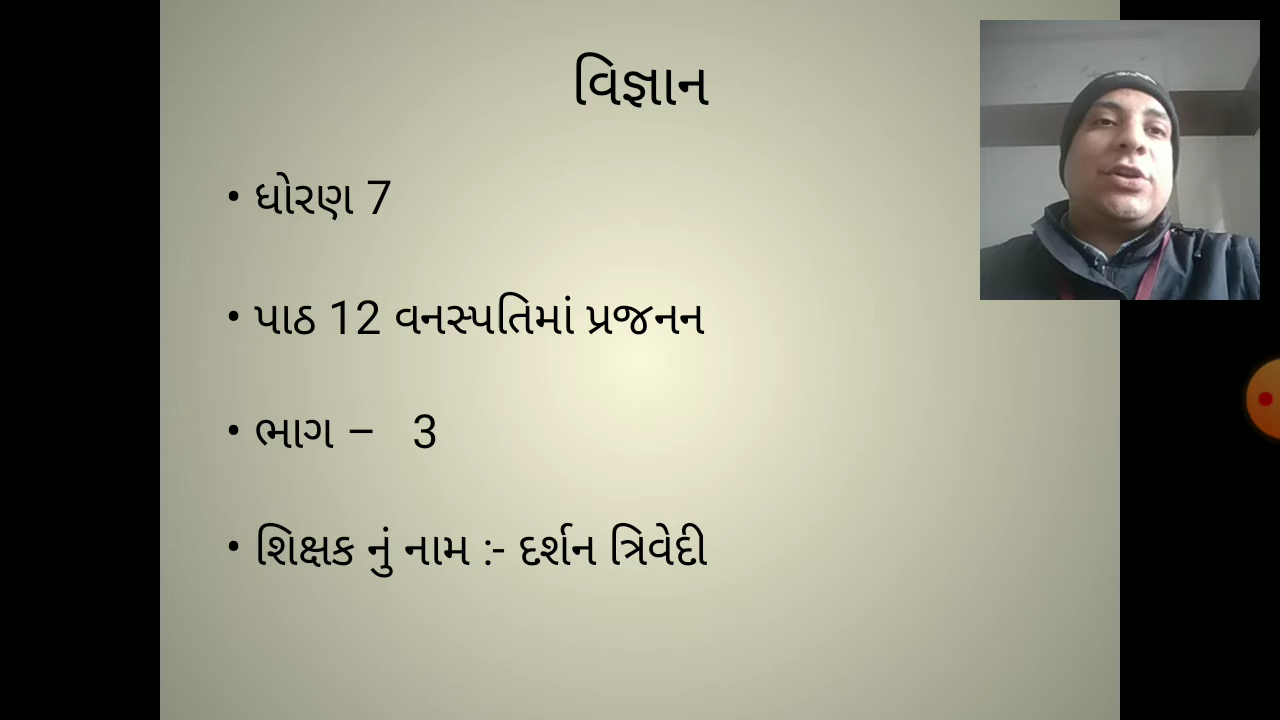 વિજ્ઞાન
• ધોરણ 7
• પાઠ 12 વનસ્પતિમાં પ્રજનન
• ભાગ – 3
• શિક્ષક નું નામ :- દર્શન ત્રિવેદી